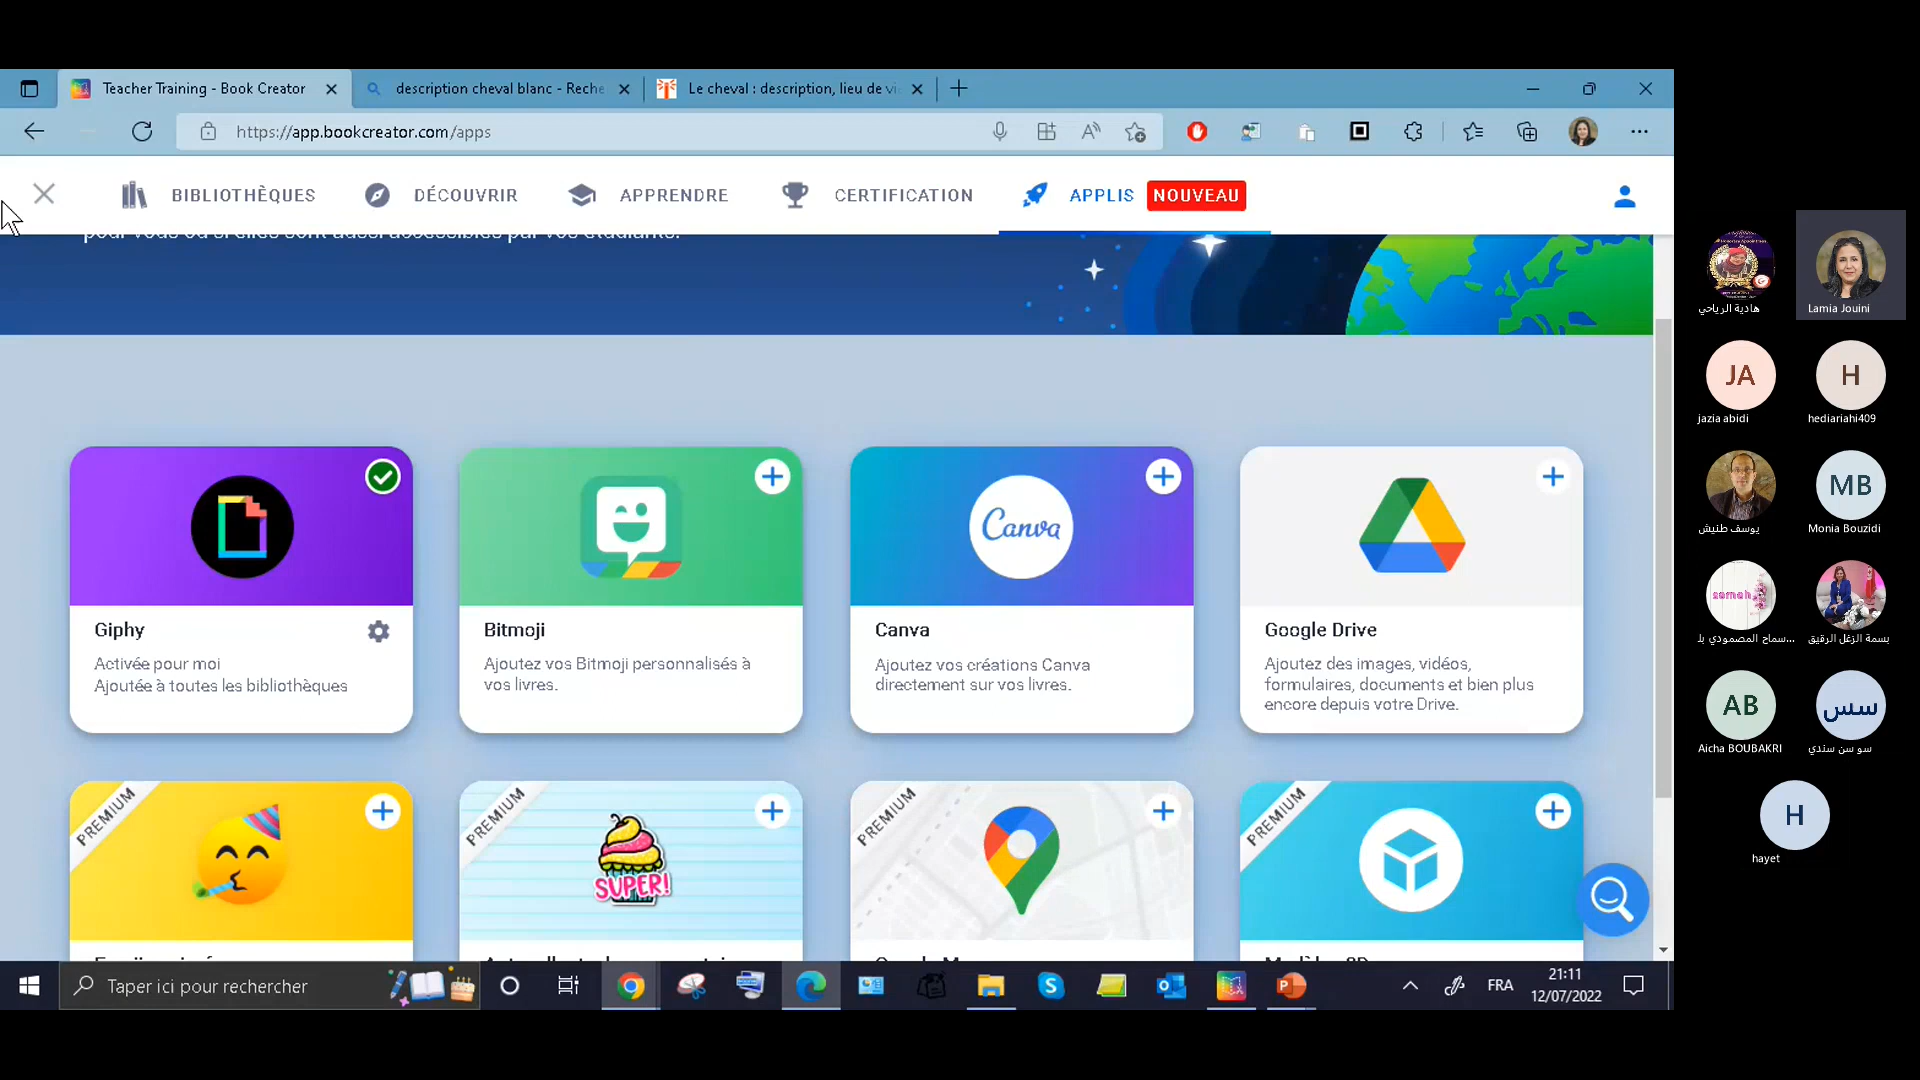 Teacher Training - Book Creator
description cheval blanc - Reche
Le cheval : description, lieu de vi
https://app.bookcreator.com/apps
BIBLIOTHÈQUES
DÉCOUVRIR
APPRENDRE
CERTIFICATION
APPLIS
NOUVEAU
Canva
Giphy
Activée pour moi
Ajoutée à toutes les bibliothèques
Bitmoji
Ajoutez vos Bitmoji personnalisés à
vos livres.
Canva
Ajoutez vos créations Canva
directement sur vos livres.
Google Drive
Ajoutez des images, vidéos,
formulaires, documents et bien plus
encore depuis votre Drive.
PREMIUM
PREMIUM
SUPER!
PREMIUM
PREMIUM
Taper ici pour rechercher
FRA
21:11
12/07/2022
هادية الرياحي
Lamia Jouini
JA
jazia abidi
H
hediariahi409
يوسف طنيش
MB
Monia Bouzidi
سماح المصمودي بل...
بسمة الزغل الرقيق
AB
Aicha BOUBAKRI
سس
سو سن سندي
H
hayet